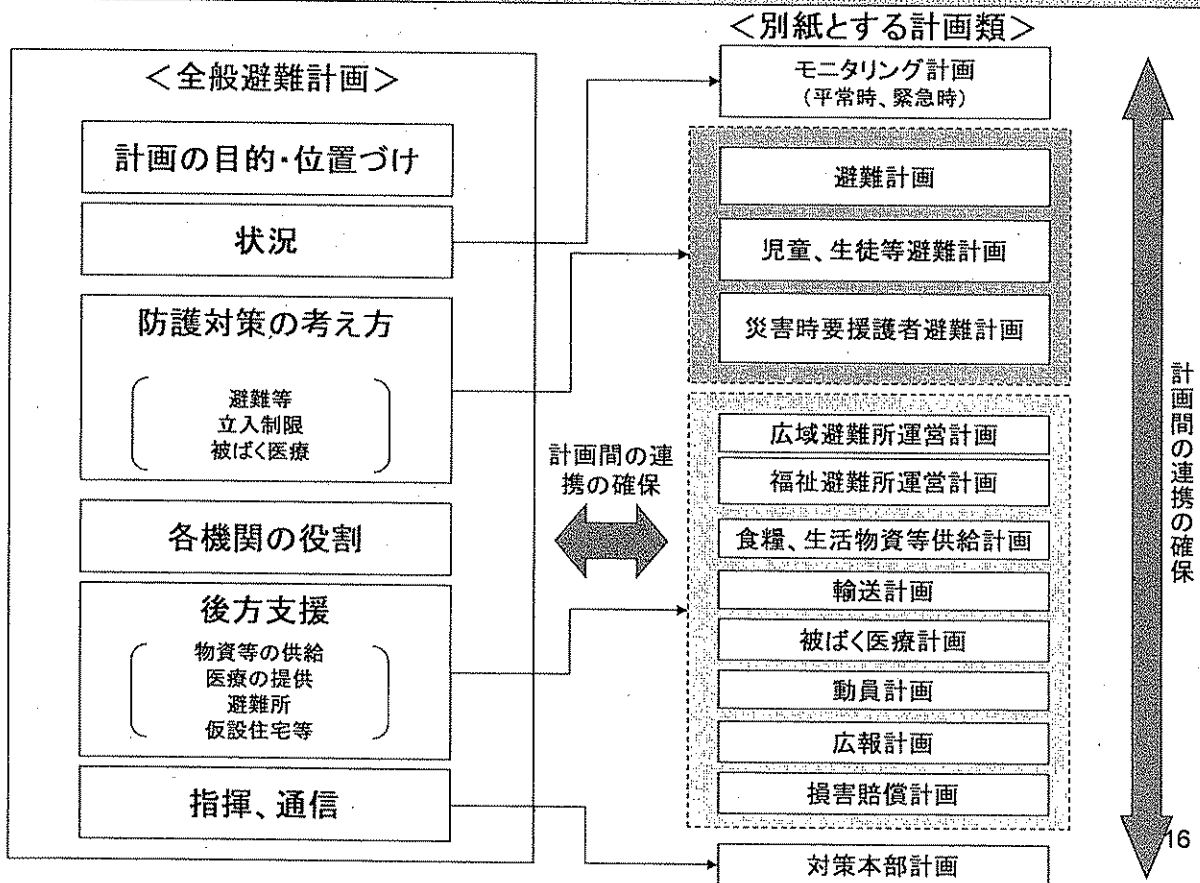 ＜全般避難計画＞
計画の目的・位置づけ
状況
防護対策の考え方
避難等
立入制限
被ばく医療
各機関の役割
後方支援
物資等の供給
医療の提供
避難所
仮設住宅等
指揮、通信
計画間の連
携の確保
＜別紙とする計画類＞
モニタリング計画
（平常時、緊急時）
避難計画
児童、生徒等避難計画
災害時要援護者避難計画
広域避難所運営計画
福祉避難所運営計画
食糧、生活物資等供給計画
輸送計画
被ばく医療計画
動員計画
広報計画
損害賠償計画
対策本部計画
計画間の連携の確保
16